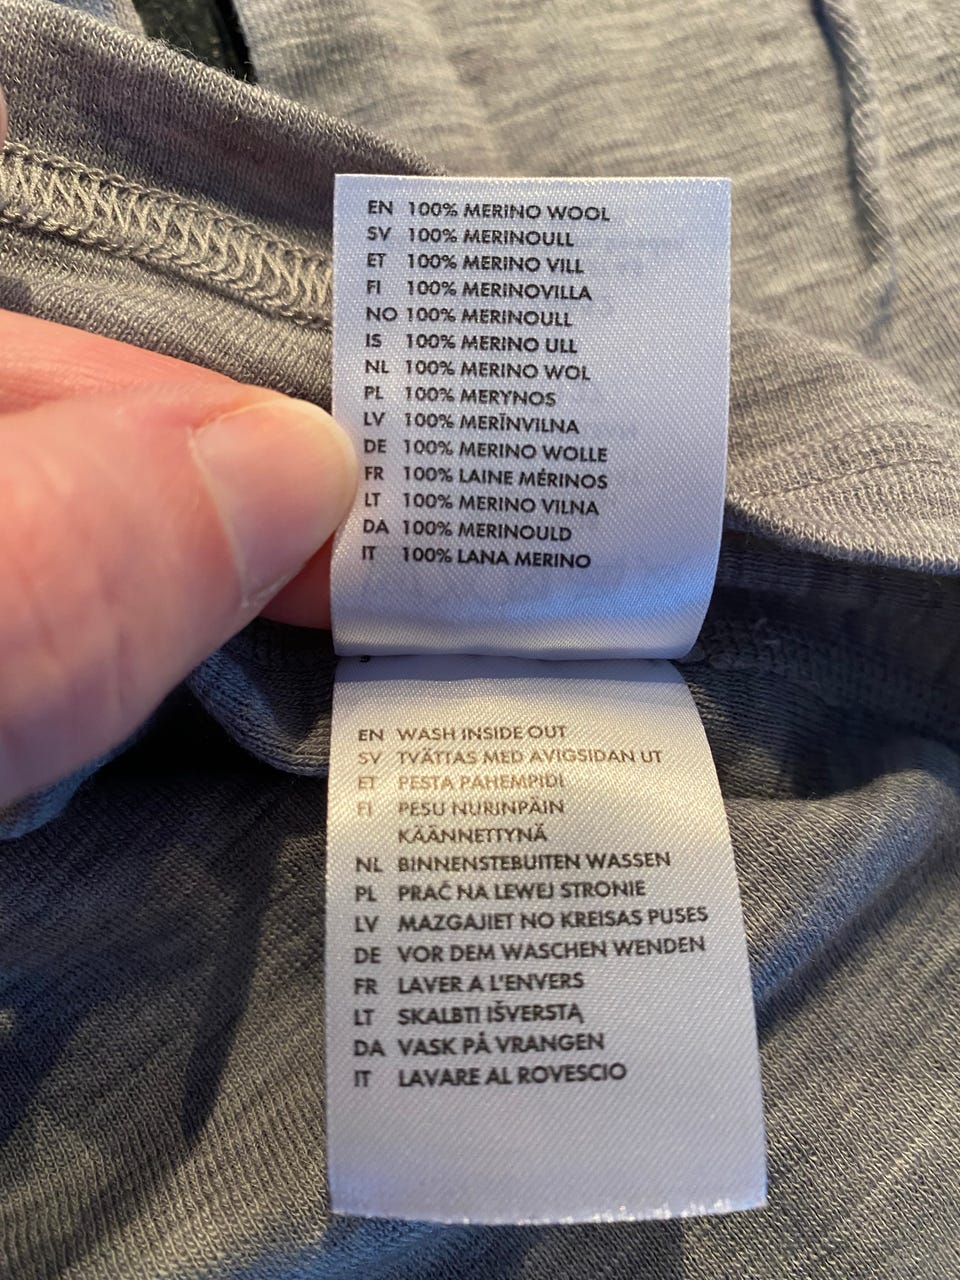 EN 100% MERINO WOOL
SV 100% MERINOULL
ET 100% MERINO VILL
FI 100% MERINOVILLA
NO 100% MERINOULL
IS 100% MERINO ULL
NL 100% MERINO WOL
PL 100% MERYNOS
LV 100% MERĪNVILNA
DE 100% MERINO WOLLE
FR 100% LAINE MÉRINOS
LT 100% MERINO VILNA
DA 100% MERINOULD
IT 100% LANA MERINO
EN WASH INSIDE OUT
SV TVÄTTAS MED AVIGSIDAN UT
ET PESTA PAHEMPIDI
FI PESU NURINPÄIN
KÄÄNNETTYNÄ
NL BINNENSTEBUITEN WASSEN
PL PRAĆ NA LEWEJ STRONIE
LV MAZGAJIET NO KREISAS PUSES
DE VOR DEM WASCHEN WENDEN
FR LAVER A L'ENVERS
LT SKALBTI IŠVERSTĄ
DA VASK PÅ VRANGEN
IT LAVARE AL ROVESCIO